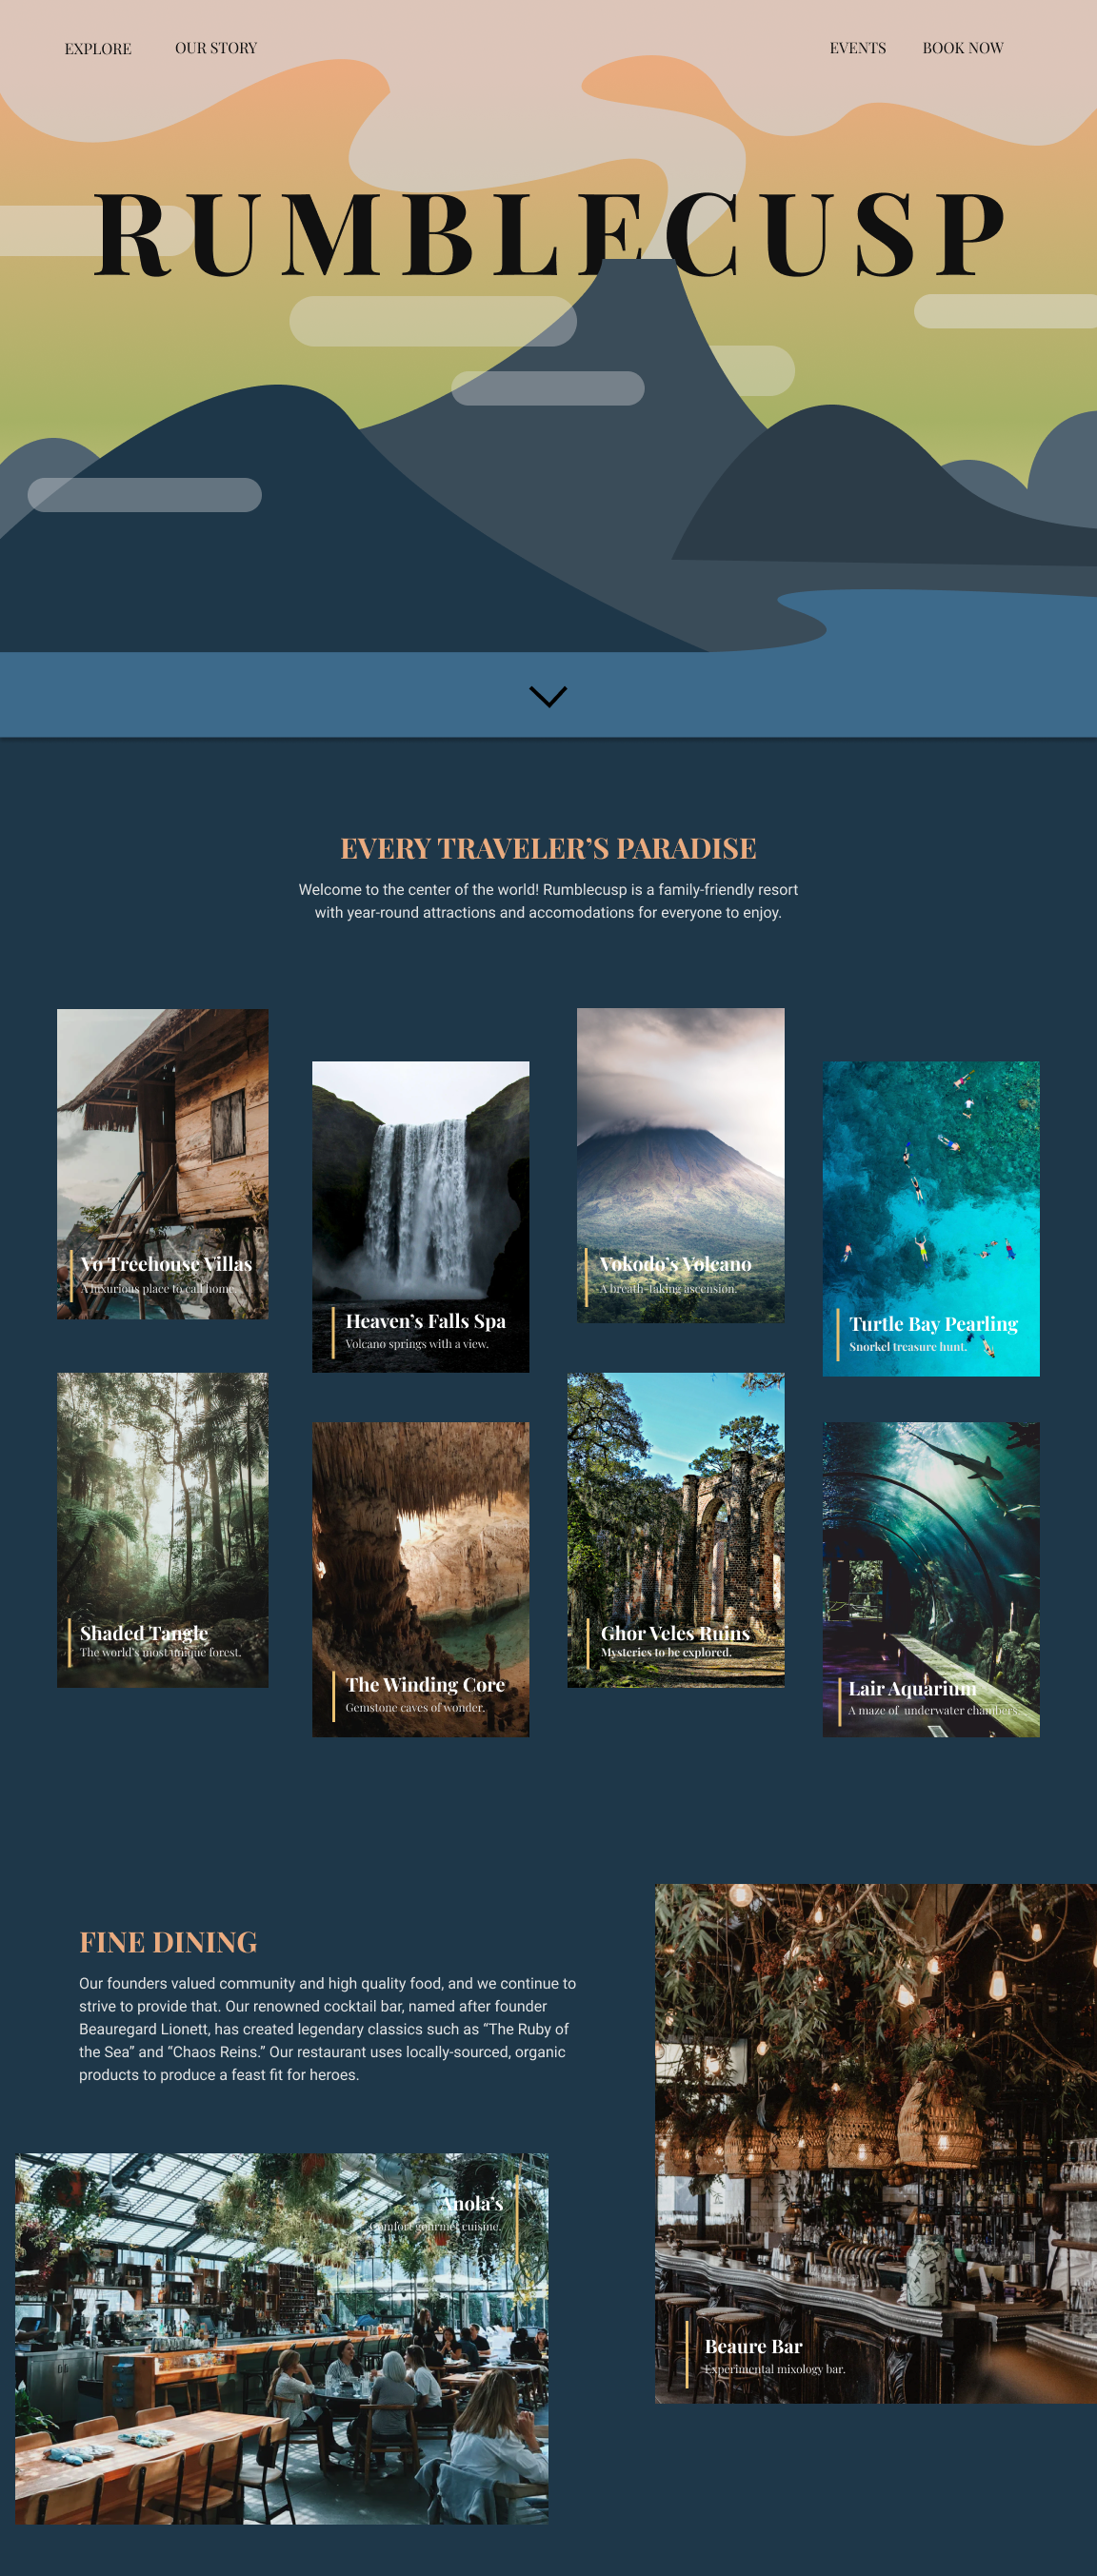 EXPLORE
OUR STORY
EVENTS
BOOK NOW
RUMBLECUSP
EVERY TRAVELER’S PARADISE
Welcome to the center of the world! Rumblecusp is a family-friendly resort
with year-round attractions and accomodations for everyone to enjoy.
Vo Treehouse Villas
A luxurious place to call home.
Heaven’s Falls Spa
Volcano springs with a view.
Vokodo’s Volcano
A breath-taking ascension.
Turtle Bay Pearling
Snorkel treasure hunt.
Shaded Tangle
The world’s most unique forest.
The Winding Core
Gemstone caves of wonder.
Ghor Veles Ruins
Mysteries to be explored.
Lair Aquarium
A maze of underwater chambers.
FINE DINING
Our founders valued community and high quality food, and we continue to
strive to provide that. Our renowned cocktail bar, named after founder
Beauregard Lionett, has created legendary classics such as “The Ruby of
the Sea” and “Chaos Reins.” Our restaurant uses locally-sourced, organic
products to produce a feast fit for heroes.
Anola’s
Comfort gourmet cuisine.
Beaure Bar
Experimental mixology bar.